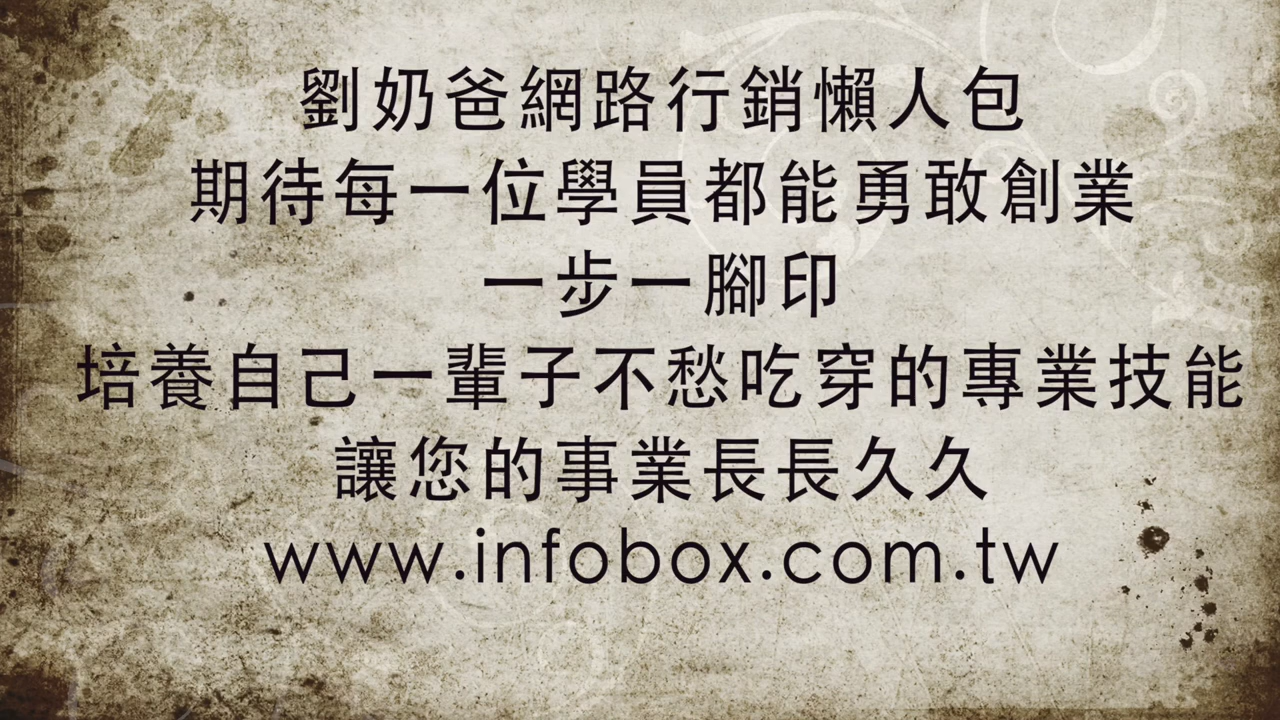 劉奶爸網路行銷懶人包
期待每一位學員都能勇敢創業
一步一腳印
培養自己一輩子不愁吃穿的專業技能
讓您的事業長長久久
www.infobox.com.tw